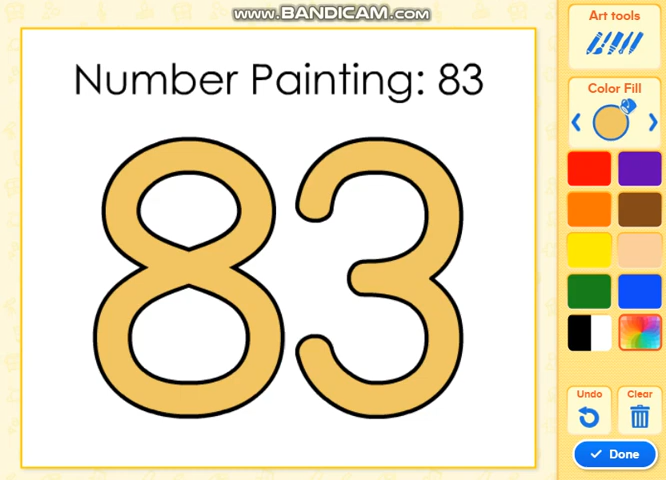 www.BANDICAM.com
Art tools
Number Painting: 83
Color Fill
83
Undo
Clear
Done